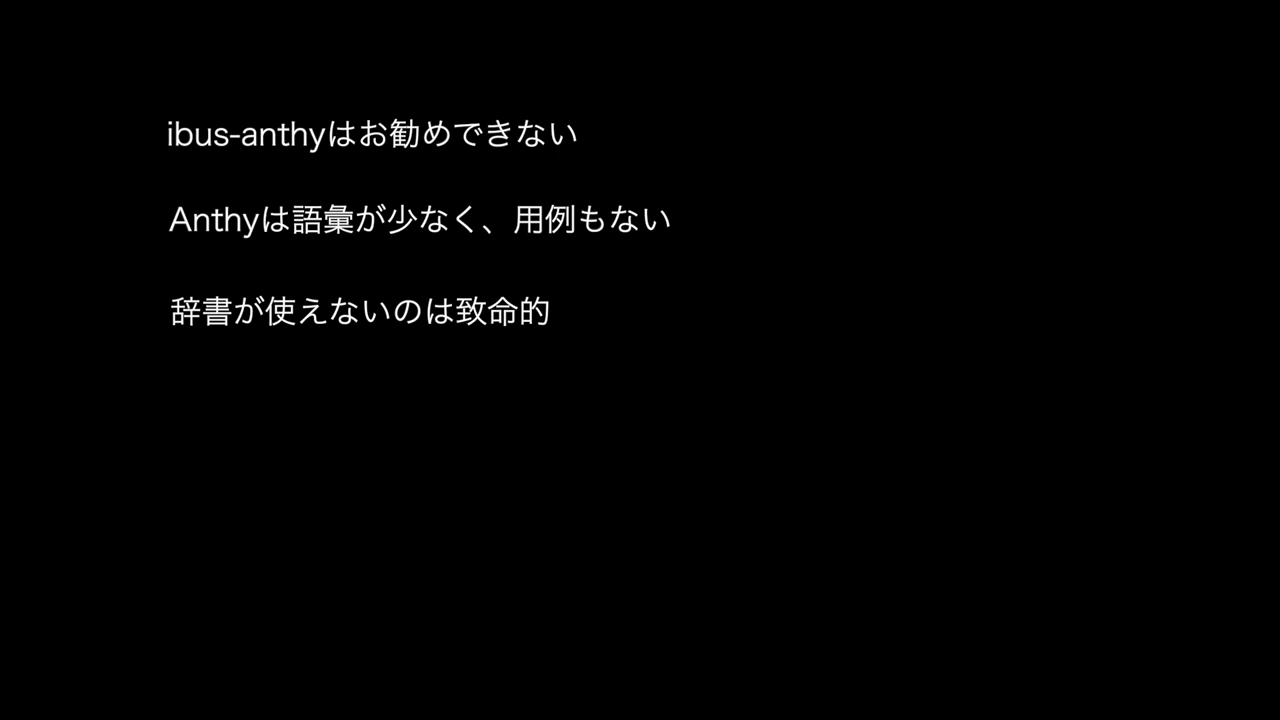 ibus-anthyはお勧めできない
Anthyは語彙が少なく、用例もない
辞書が使えないのは致命的